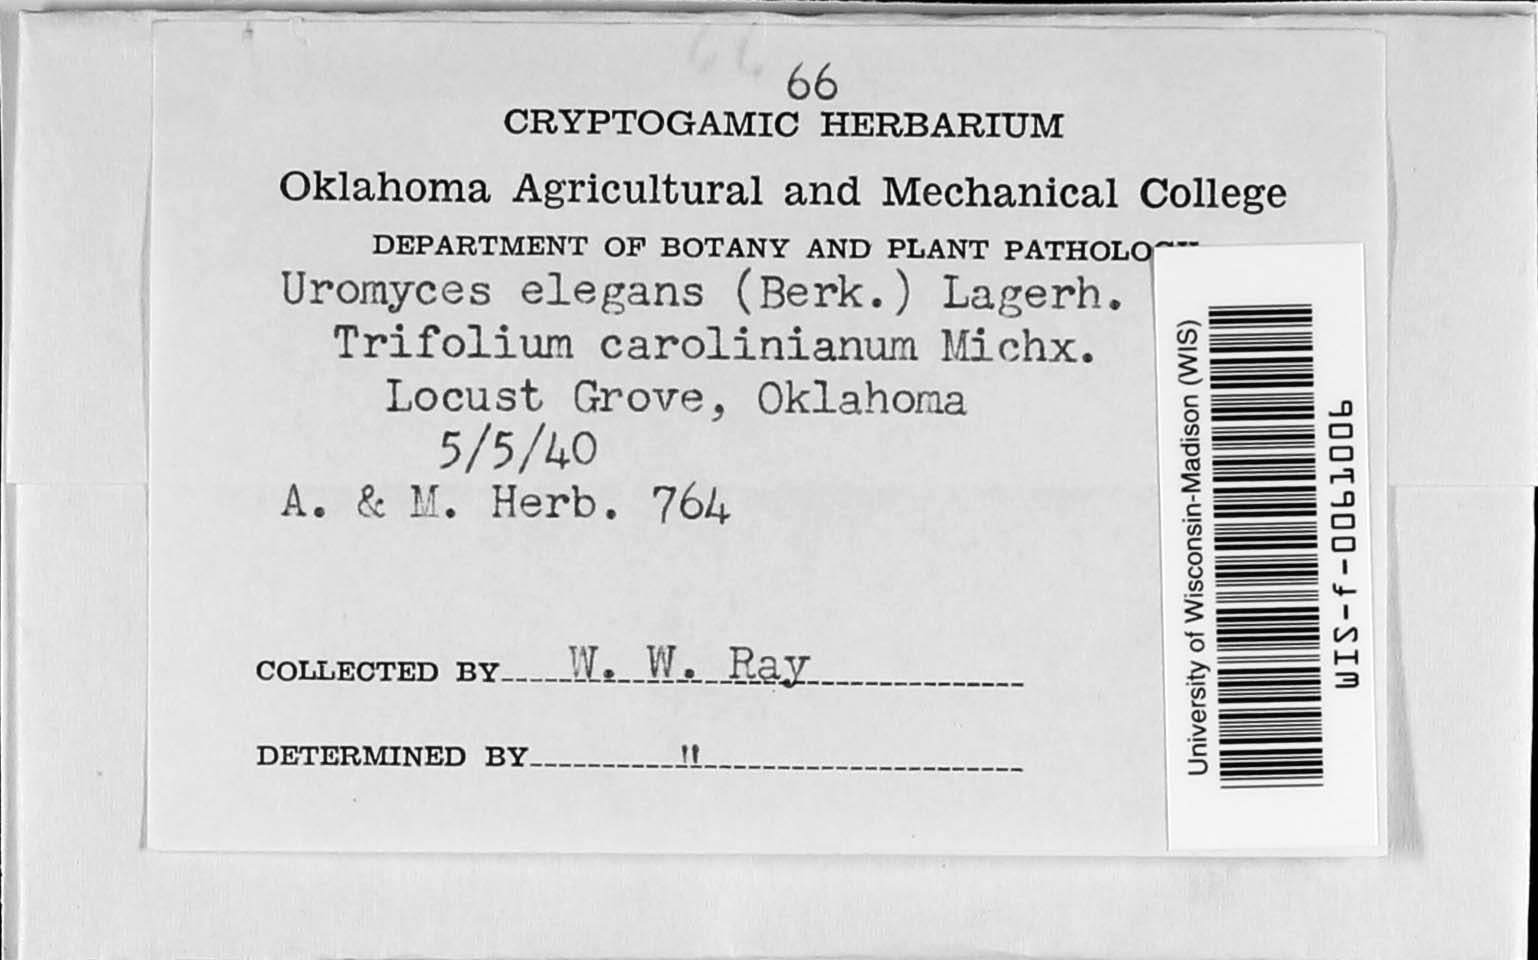 66
CRYPTOGAMIC HERBARIUM
Oklahoma Agricultural and Mechanical College
DEPARTMENT OF BOTANY AND PLANT PATHOLOGY
Uromyces elegans (Berk.) Lagerh.
Trifolium carolinianum Michx.
Locust Grove, Oklahoma
5/5/40
A. & M. Herb. 764
COLLECTED BY W. W. Ray
DETERMINED BY "
University of Wisconsin-Madison (WIS)
WIS-f-0061006